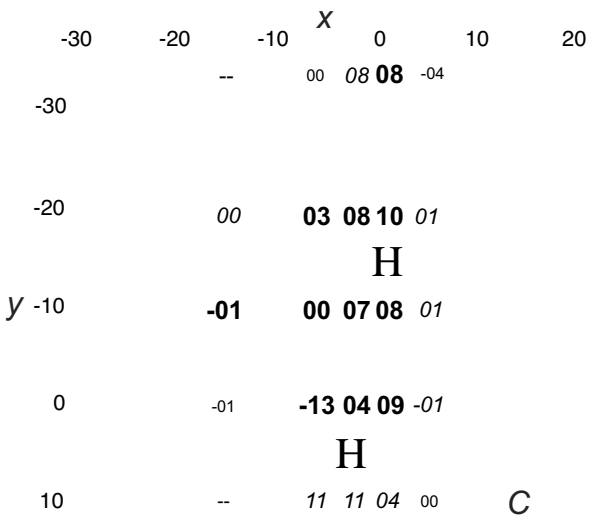 x
-30 -20 -10 0 10 20
-- 00 08 08 -04
-30
-20 00 03 08 10 01
H
y -10 -01 00 07 08 01
0 -01 -13 04 09 -01
H
10 -- 11 11 04 00 C